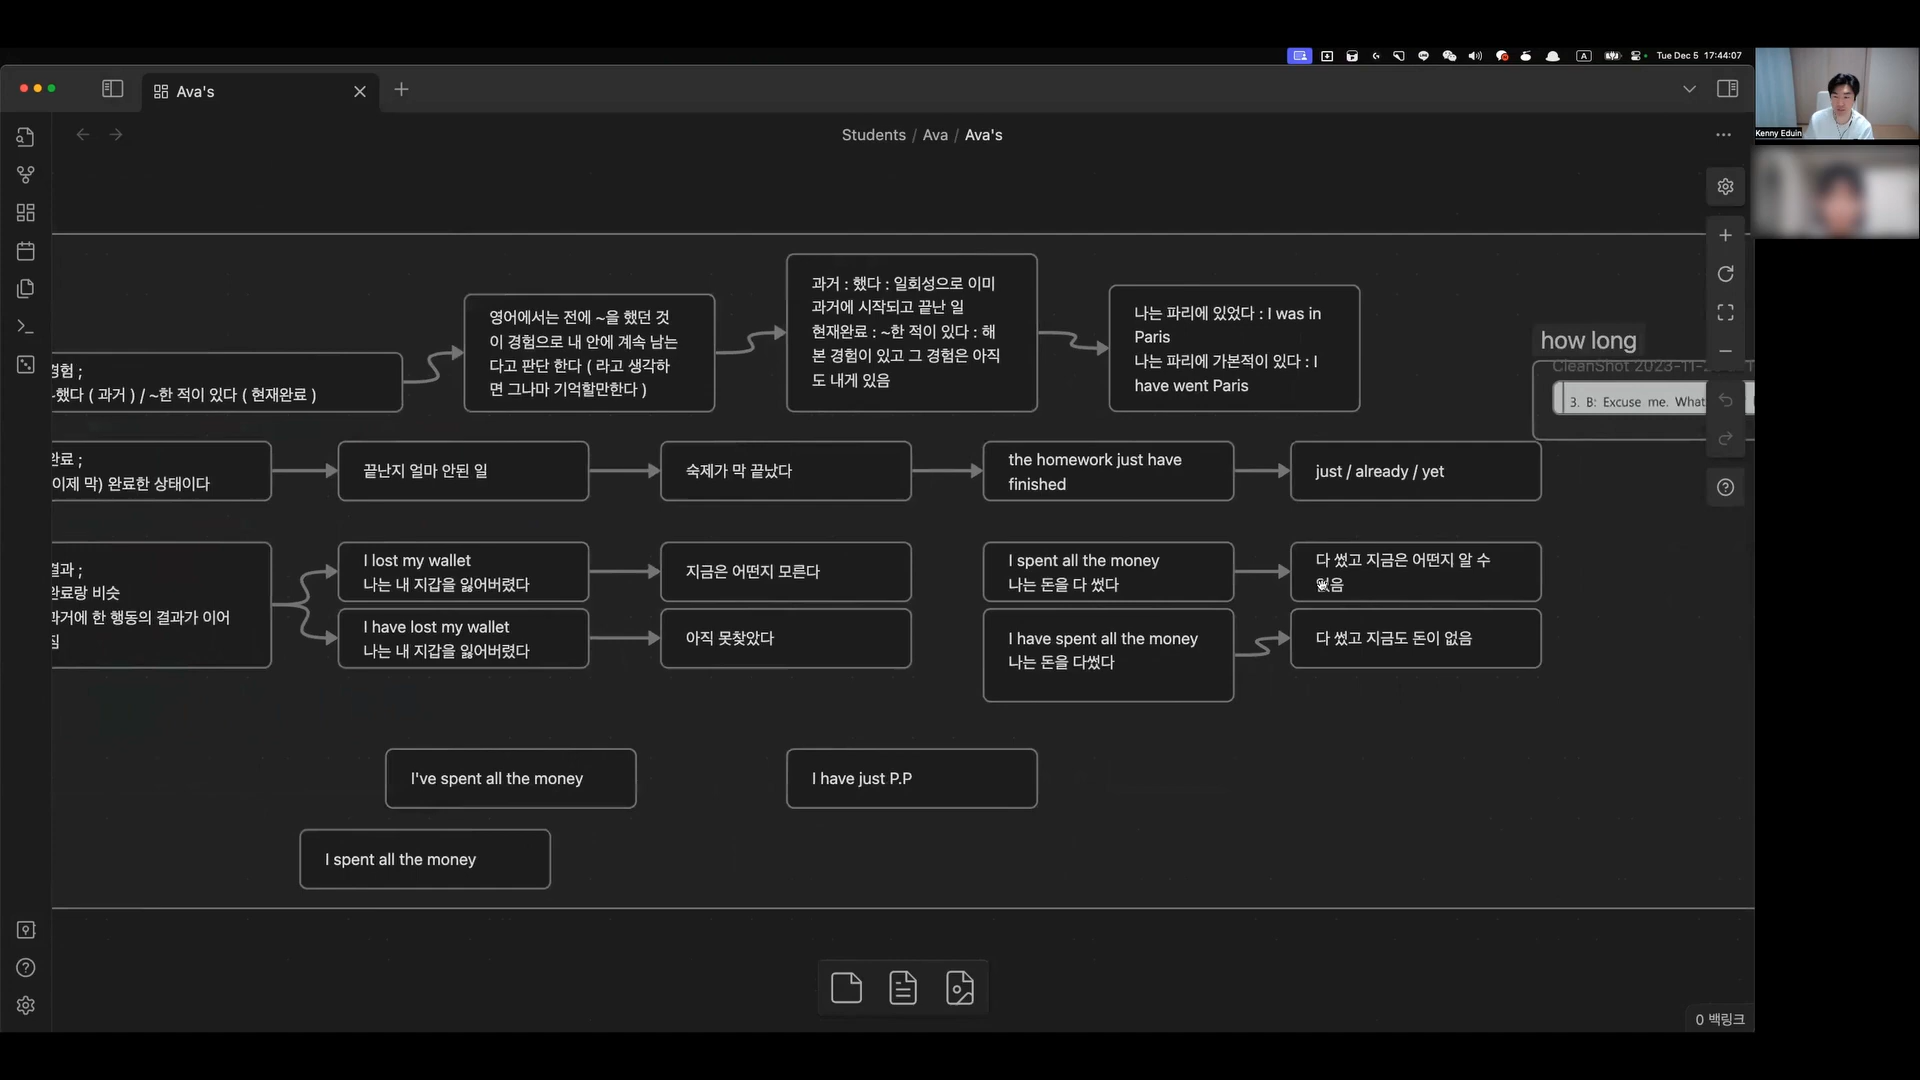 Tue Dec 5 17:44:07
Ava's
Students / Ava / Ava's
Kenny Eduin
경험 ;
~했다 ( 과거 ) / ~한 적이 있다 ( 현재완료 )
영어에서는 전에 ~을 했던 것
이 경험으로 내 안에 계속 남는
다고 판단 한다 ( 라고 생각하
면 그나마 기억할만한다 )
과거 : 했다 : 일회성으로 이미
과거에 시작되고 끝난 일
현재완료 : ~한 적이 있다 : 해
본 경험이 있고 그 경험은 아직
도 내게 있음
나는 파리에 있었다 : I was in
Paris
나는 파리에 가본적이 있다 : I
have went Paris
how long
CleanShot 2023-11-2
3. B: Excuse me. What
완료 ;
(이제 막) 완료한 상태이다
끝난지 얼마 안된 일
숙제가 막 끝났다
the homework just have
finished
just / already / yet
결과 ;
완료랑 비슷
과거에 한 행동의 결과가 이어
짐
I lost my wallet
나는 내 지갑을 잃어버렸다
지금은 어떤지 모른다
I have lost my wallet
나는 내 지갑을 잃어버렸다
아직 못찾았다
I spent all the money
나는 돈을 다 썼다
다 썼고 지금은 어떤지 알 수
없음
I have spent all the money
나는 돈을 다썼다
다 썼고 지금도 돈이 없음
I've spent all the money
I have just P.P
I spent all the money
0 백링크